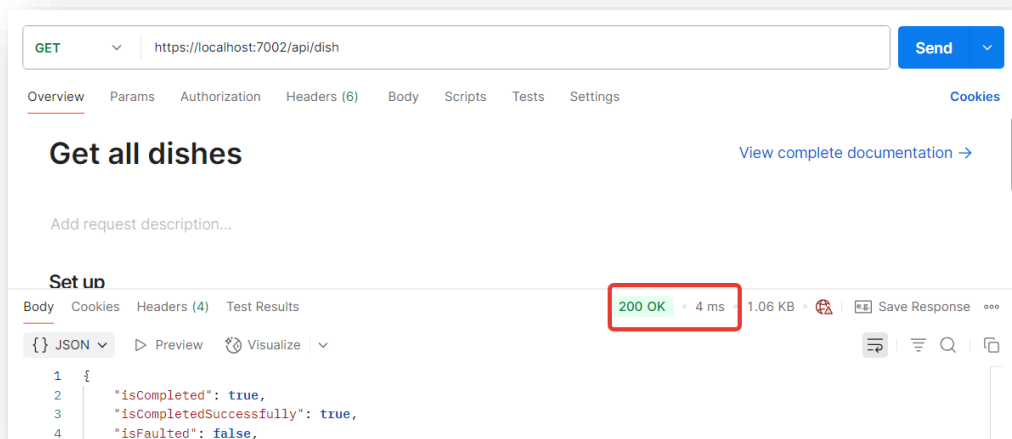 GET https://localhost:7002/api/dish Send
Overview Params Authorization Headers (6) Body Scripts Tests Settings Cookies
Get all dishes View complete documentation →
Add request description...
Set up
Body Cookies Headers (4) Test Results 200 OK • 4 ms • 1.06 KB • e.g. Save Response
{} JSON Preview Visualize
1 {
2 "isCompleted": true,
3 "isCompletedSuccessfully": true,
4 "isFaulted": false,